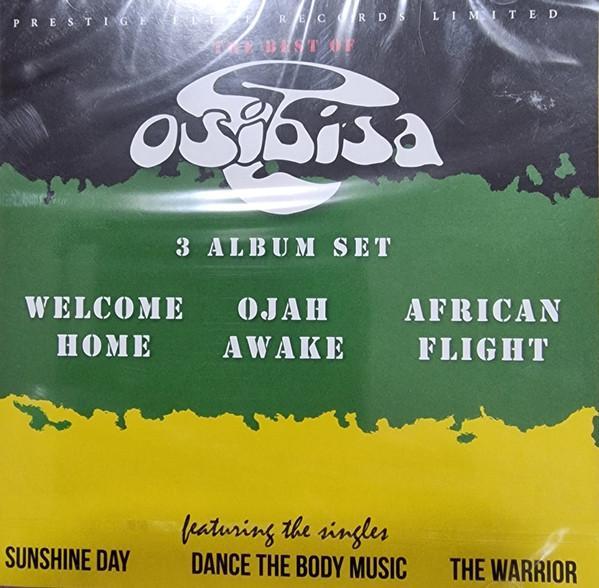 PRESTIGE ELITE RECORDS LIMITED
THE BEST OF
OSIBISA
3 ALBUM SET
WELCOME HOME
OJAH AWAKE
AFRICAN FLIGHT
featuring the singles
SUNSHINE DAY DANCE THE BODY MUSIC THE WARRIOR